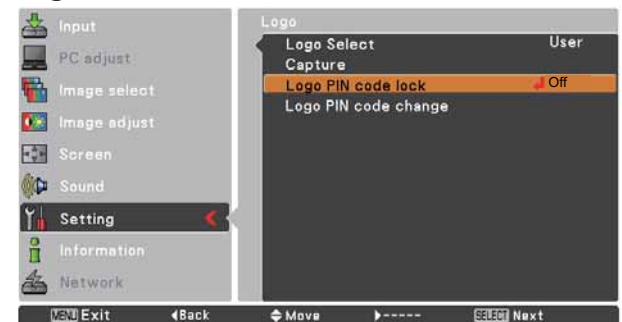 Input
PC adjust
Image select
Image adjust
Screen
Sound
Setting
Information
Network
Logo
Logo Select User
Capture
Logo PIN code lock Off
Logo PIN code change
MENU Exit ◀Back Move ▶----- SELECT Next